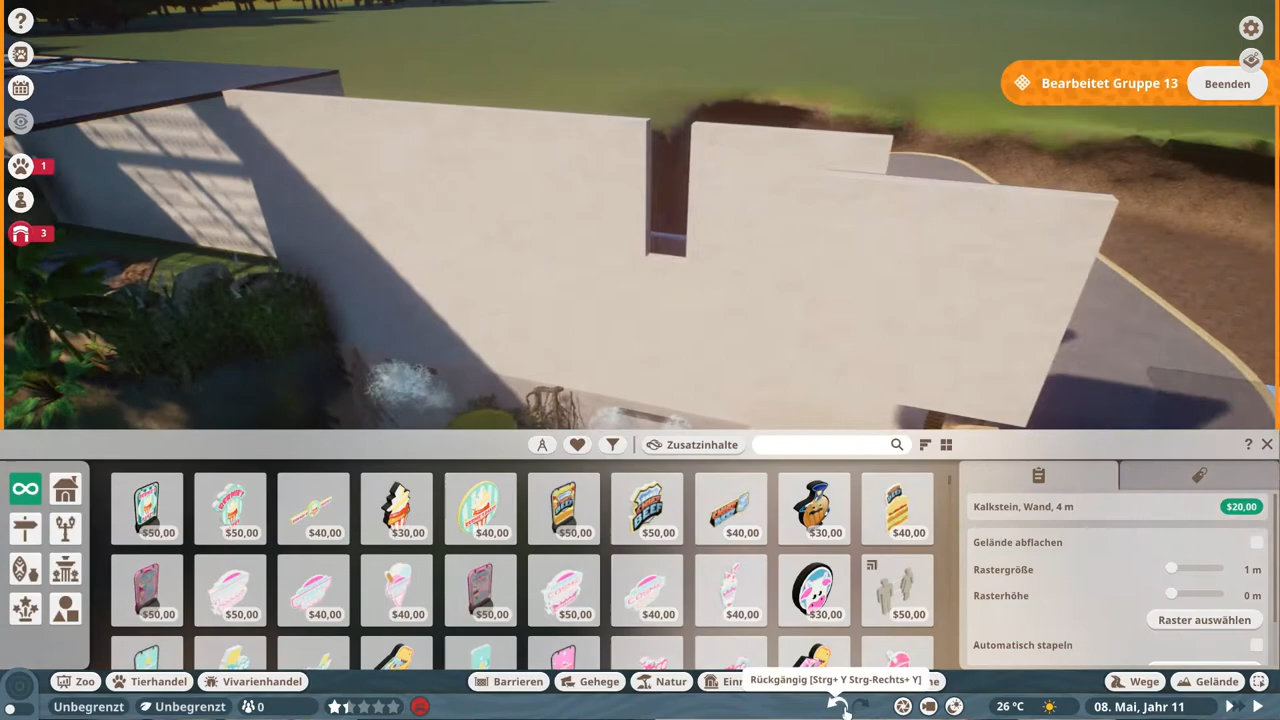 ?
Bearbeitet Gruppe 13
Beenden
1
3
Zusatzinhalte
?
$50,00 $50,00 $40,00 $30,00 $40,00 $50,00 $50,00 $40,00 $30,00 $40,00
$50,00 $50,00 $40,00 $40,00 $50,00 $50,00 $40,00 $40,00 $30,00 $50,00
Kalkstein, Wand, 4 m
$20,00
Gelände abflachen
Rastergröße
1 m
Rasterhöhe
0 m
Raster auswählen
Automatisch stapeln
Zoo
Tierhandel
Vivarienhandel
Barrieren
Gehege
Natur
Rückgängig [Strg+ Y Strg-Rechts+ Y]
Wege
Gelände
Unbegrenzt
Unbegrenzt
0
26 °C
08. Mai, Jahr 11